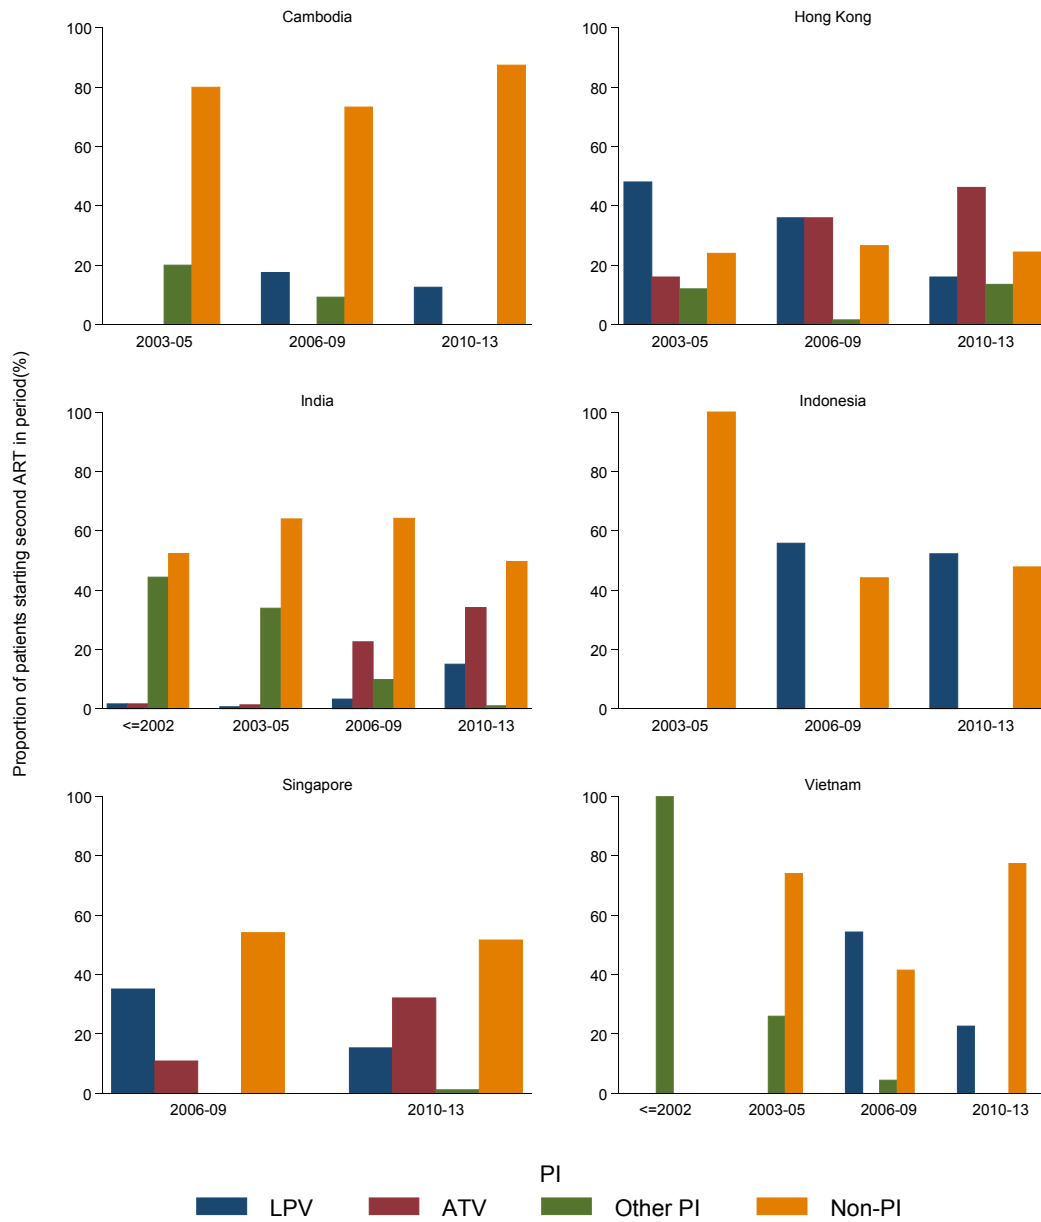 Cambodia
100
80
60
40
20
0
2003-05 2006-09 2010-13
Hong Kong
100
80
60
40
20
0
2003-05 2006-09 2010-13
Proportion of patients starting second ART in period(%)
India
100
80
60
40
20
0
<=2002 2003-05 2006-09 2010-13
Indonesia
100
80
60
40
20
0
2003-05 2006-09 2010-13
Singapore
100
80
60
40
20
0
2006-09 2010-13
Vietnam
100
80
60
40
20
0
<=2002 2003-05 2006-09 2010-13
PI
LPV ATV Other PI Non-PI